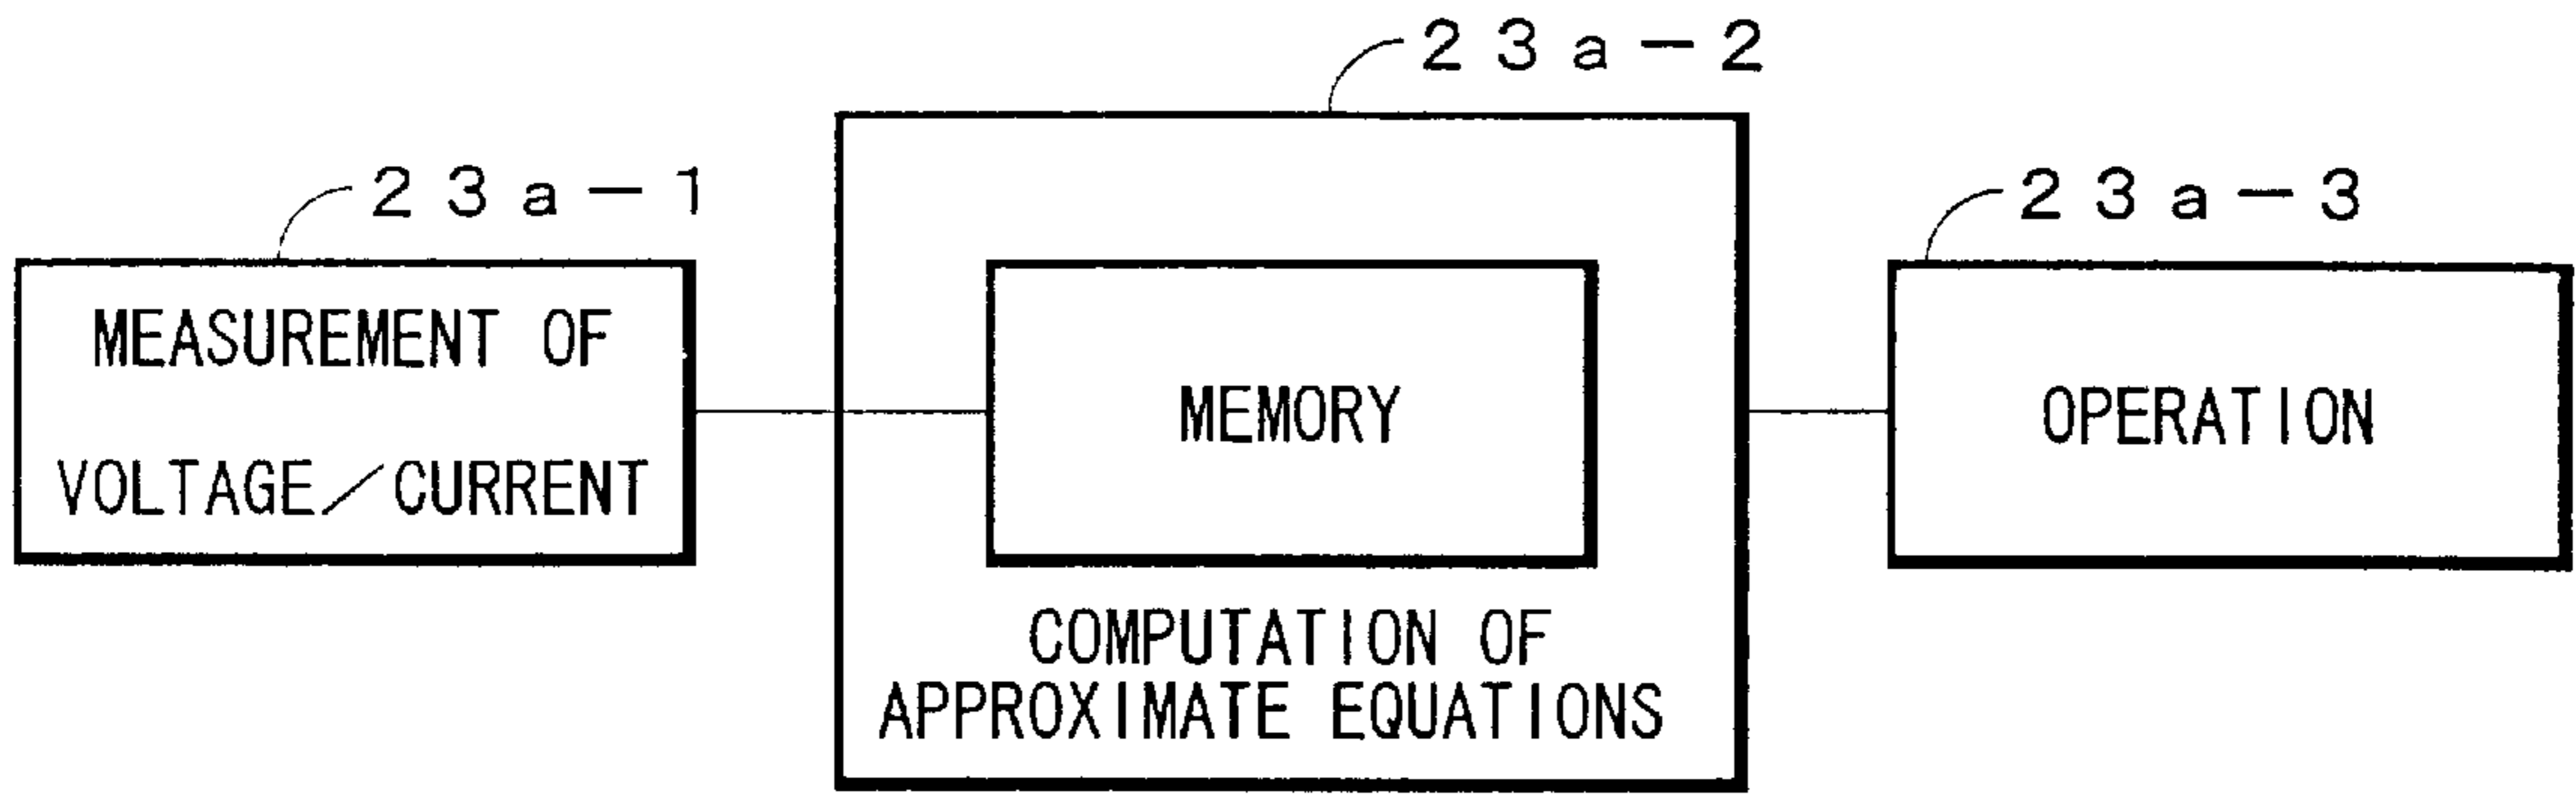 23a-2
23a-1
23a-3
MEASUREMENT OF
VOLTAGE/CURRENT
MEMORY
OPERATION
COMPUTATION OF
APPROXIMATE EQUATIONS